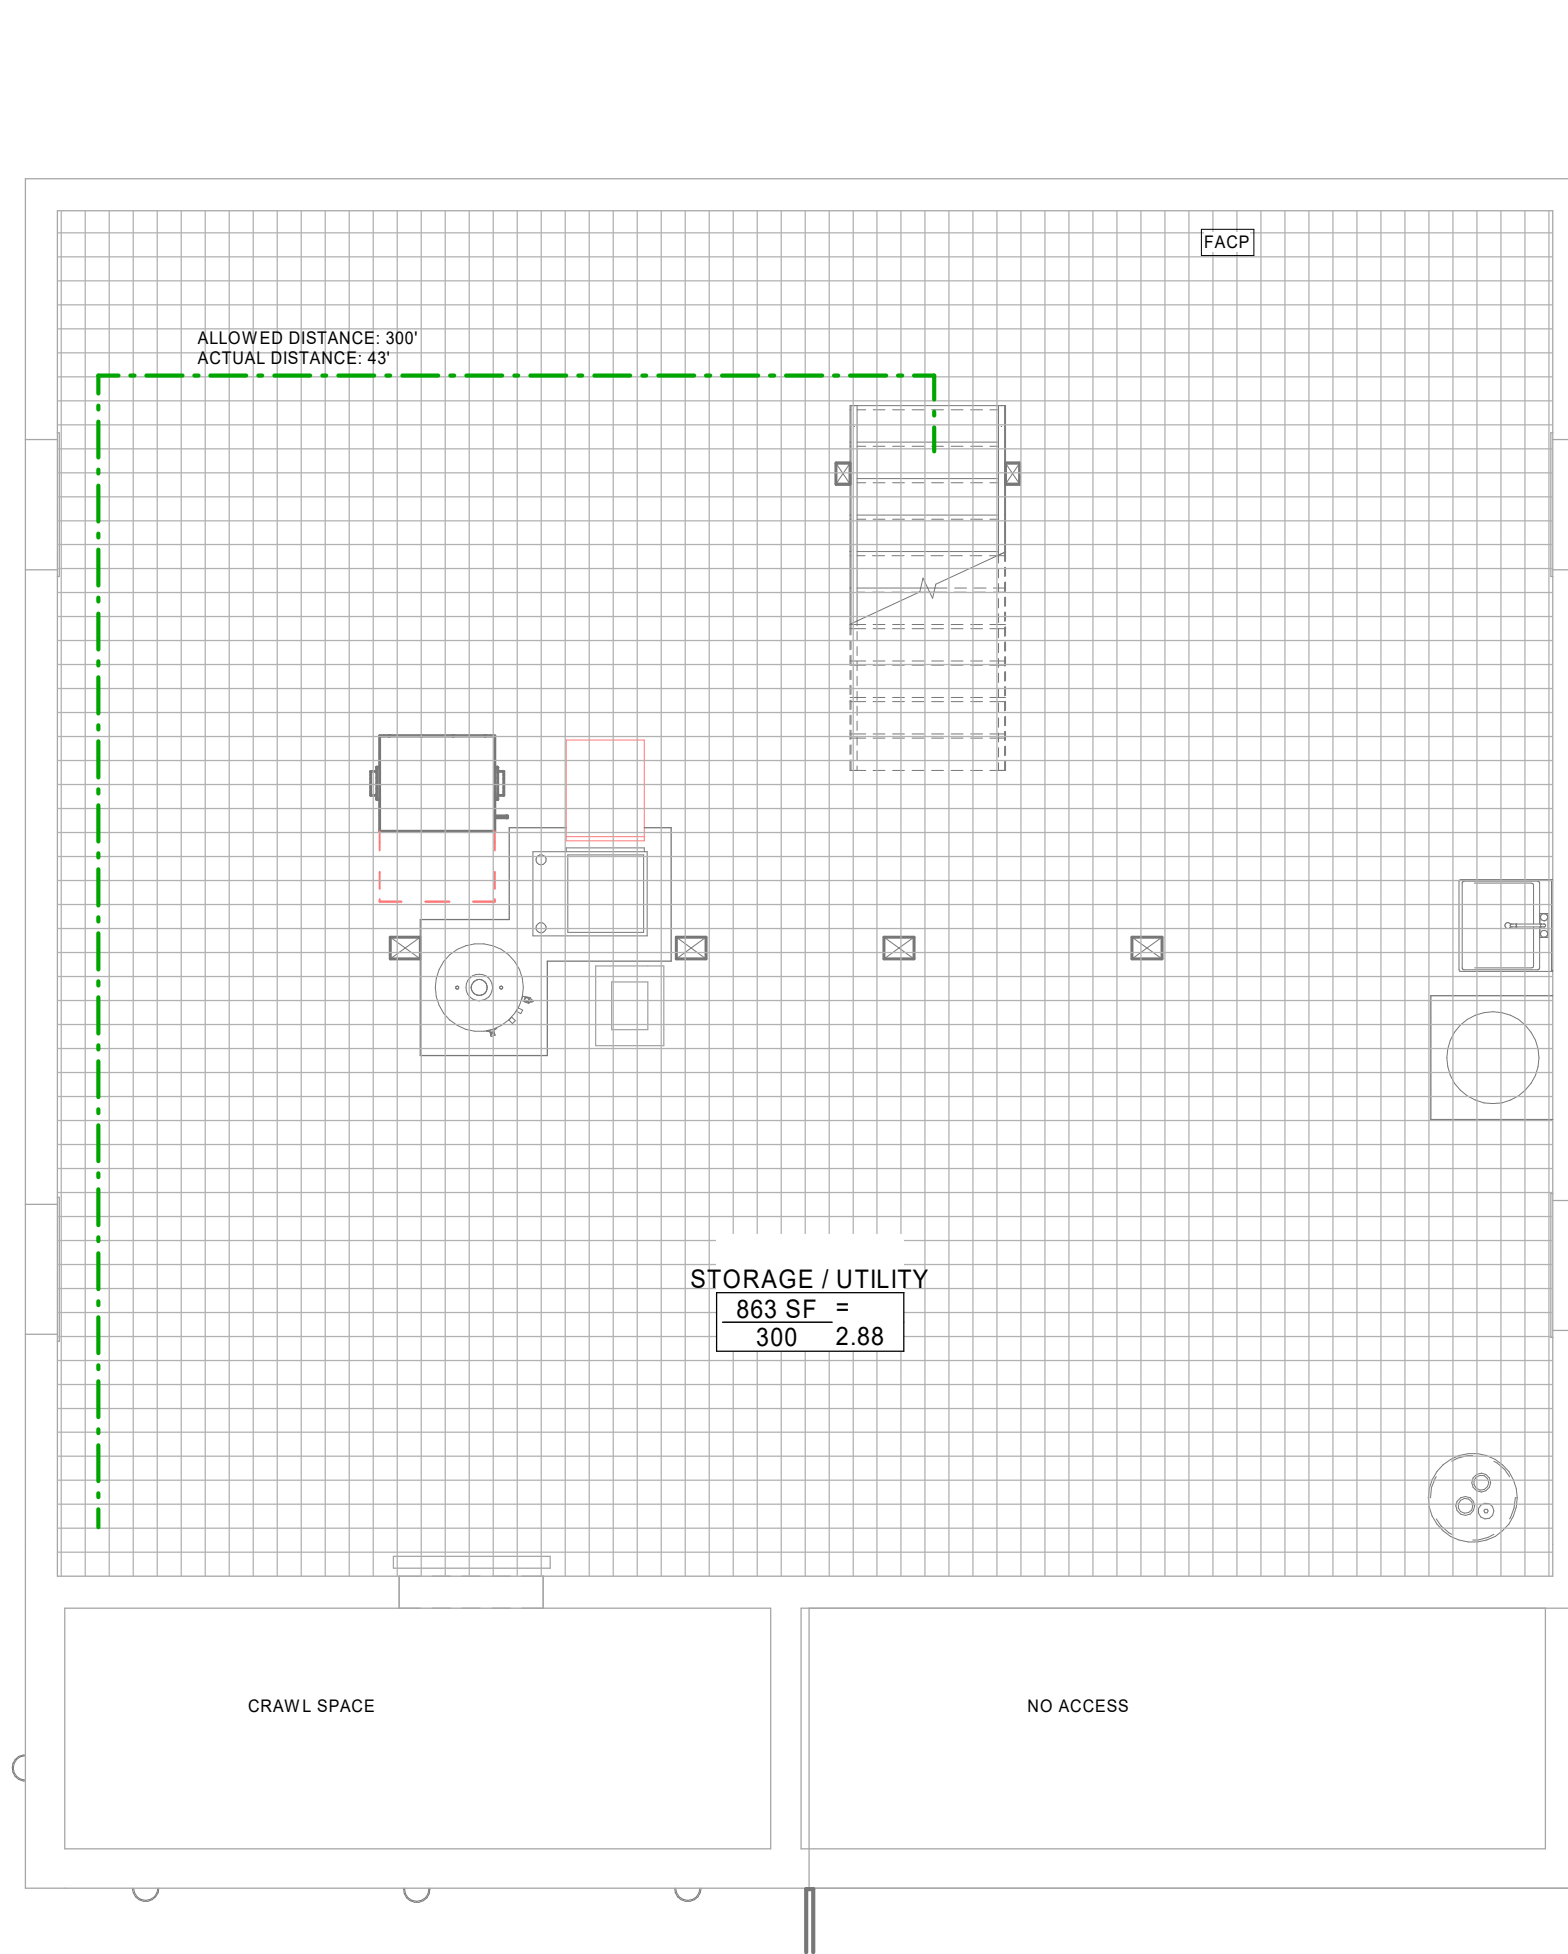 FACP
ALLOWED DISTANCE: 300'
ACTUAL DISTANCE: 43'
STORAGE / UTILITY
863 SF =
300 2.88
CRAWL SPACE
NO ACCESS